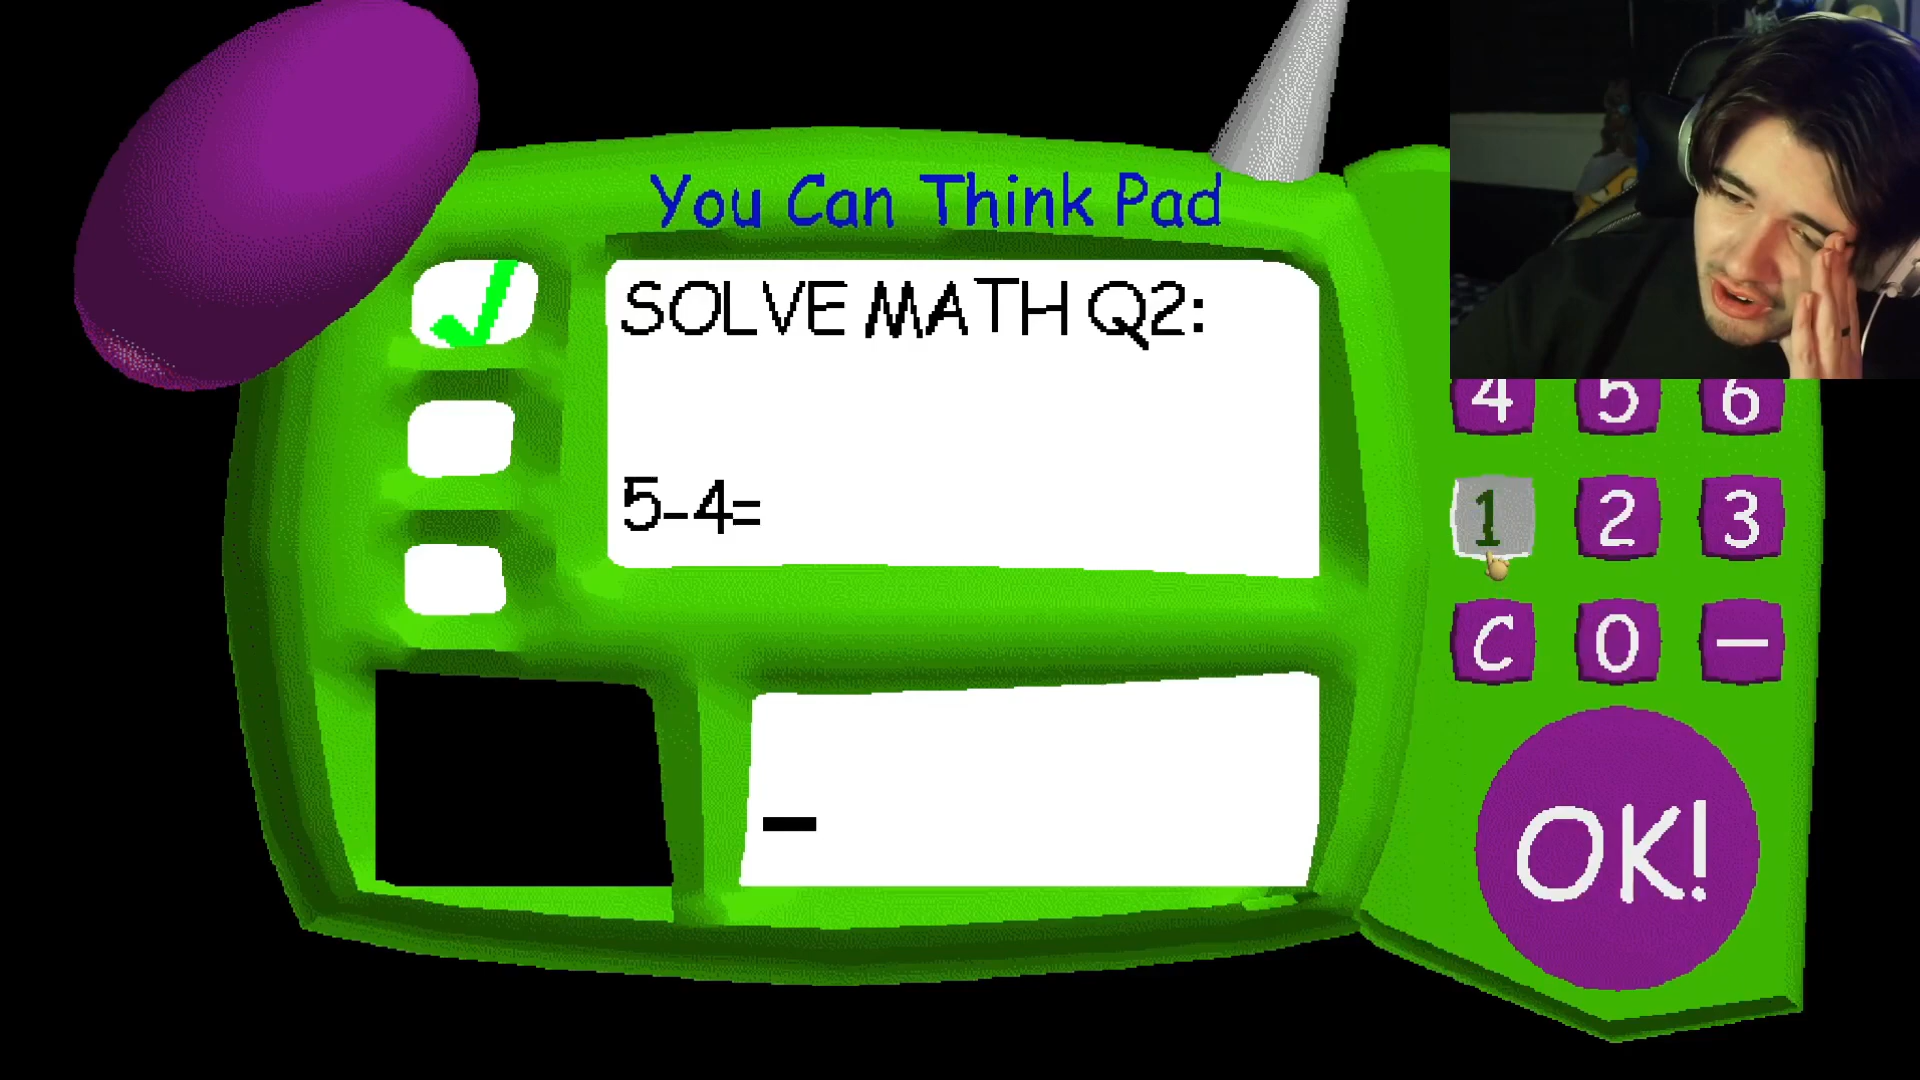 You Can Think Pad
SOLVE MATH Q2:
5-4=
4 5 6
1 2 3
C 0 -
OK!